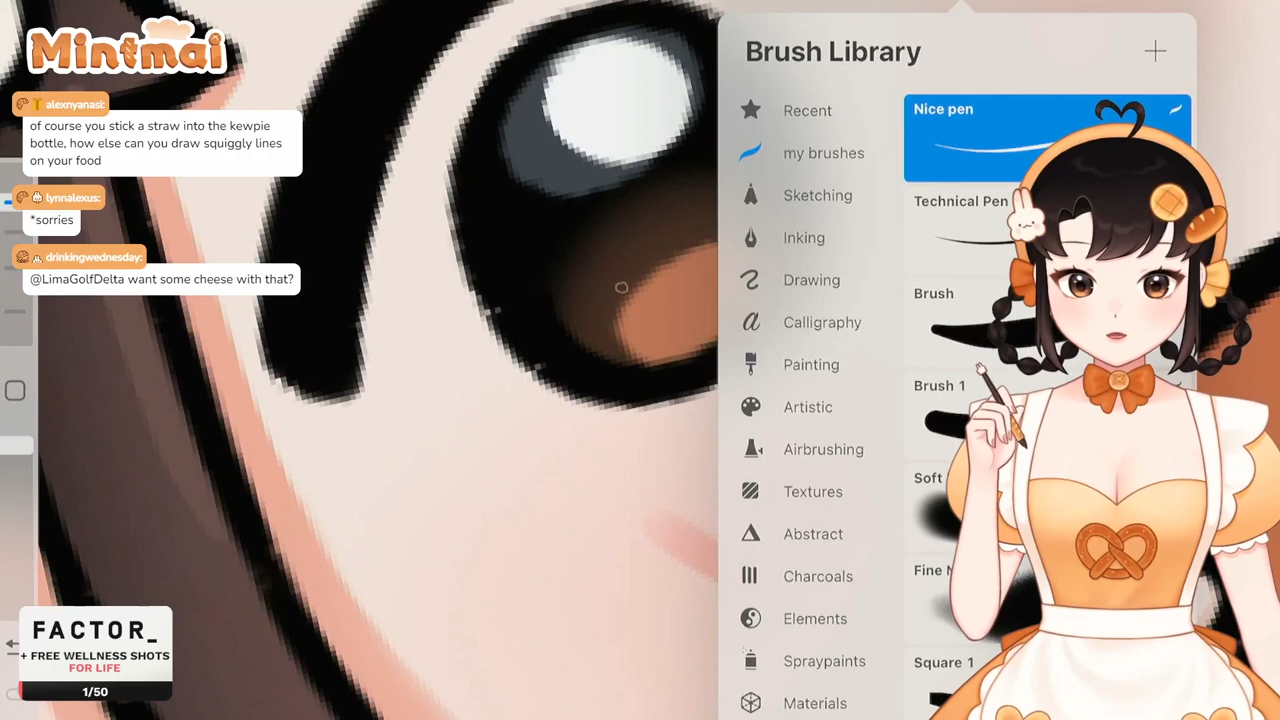 Mintmai
alexnyanasi:
of course you stick a straw into the kewpie
bottle, how else can you draw squiggly lines
on your food
lynnalexus:
*sorries
drinkingwednesday:
@LimaGolfDelta want some cheese with that?
FACTOR_
+ FREE WELLNESS SHOTS
FOR LIFE
1/50
Brush Library
Recent
my brushes
Sketching
Inking
Drawing
Calligraphy
Painting
Artistic
Airbrushing
Textures
Abstract
Charcoals
Elements
Spraypaints
Materials
Nice pen
Technical Pen
Brush
Brush 1
Soft
Fine
Square 1